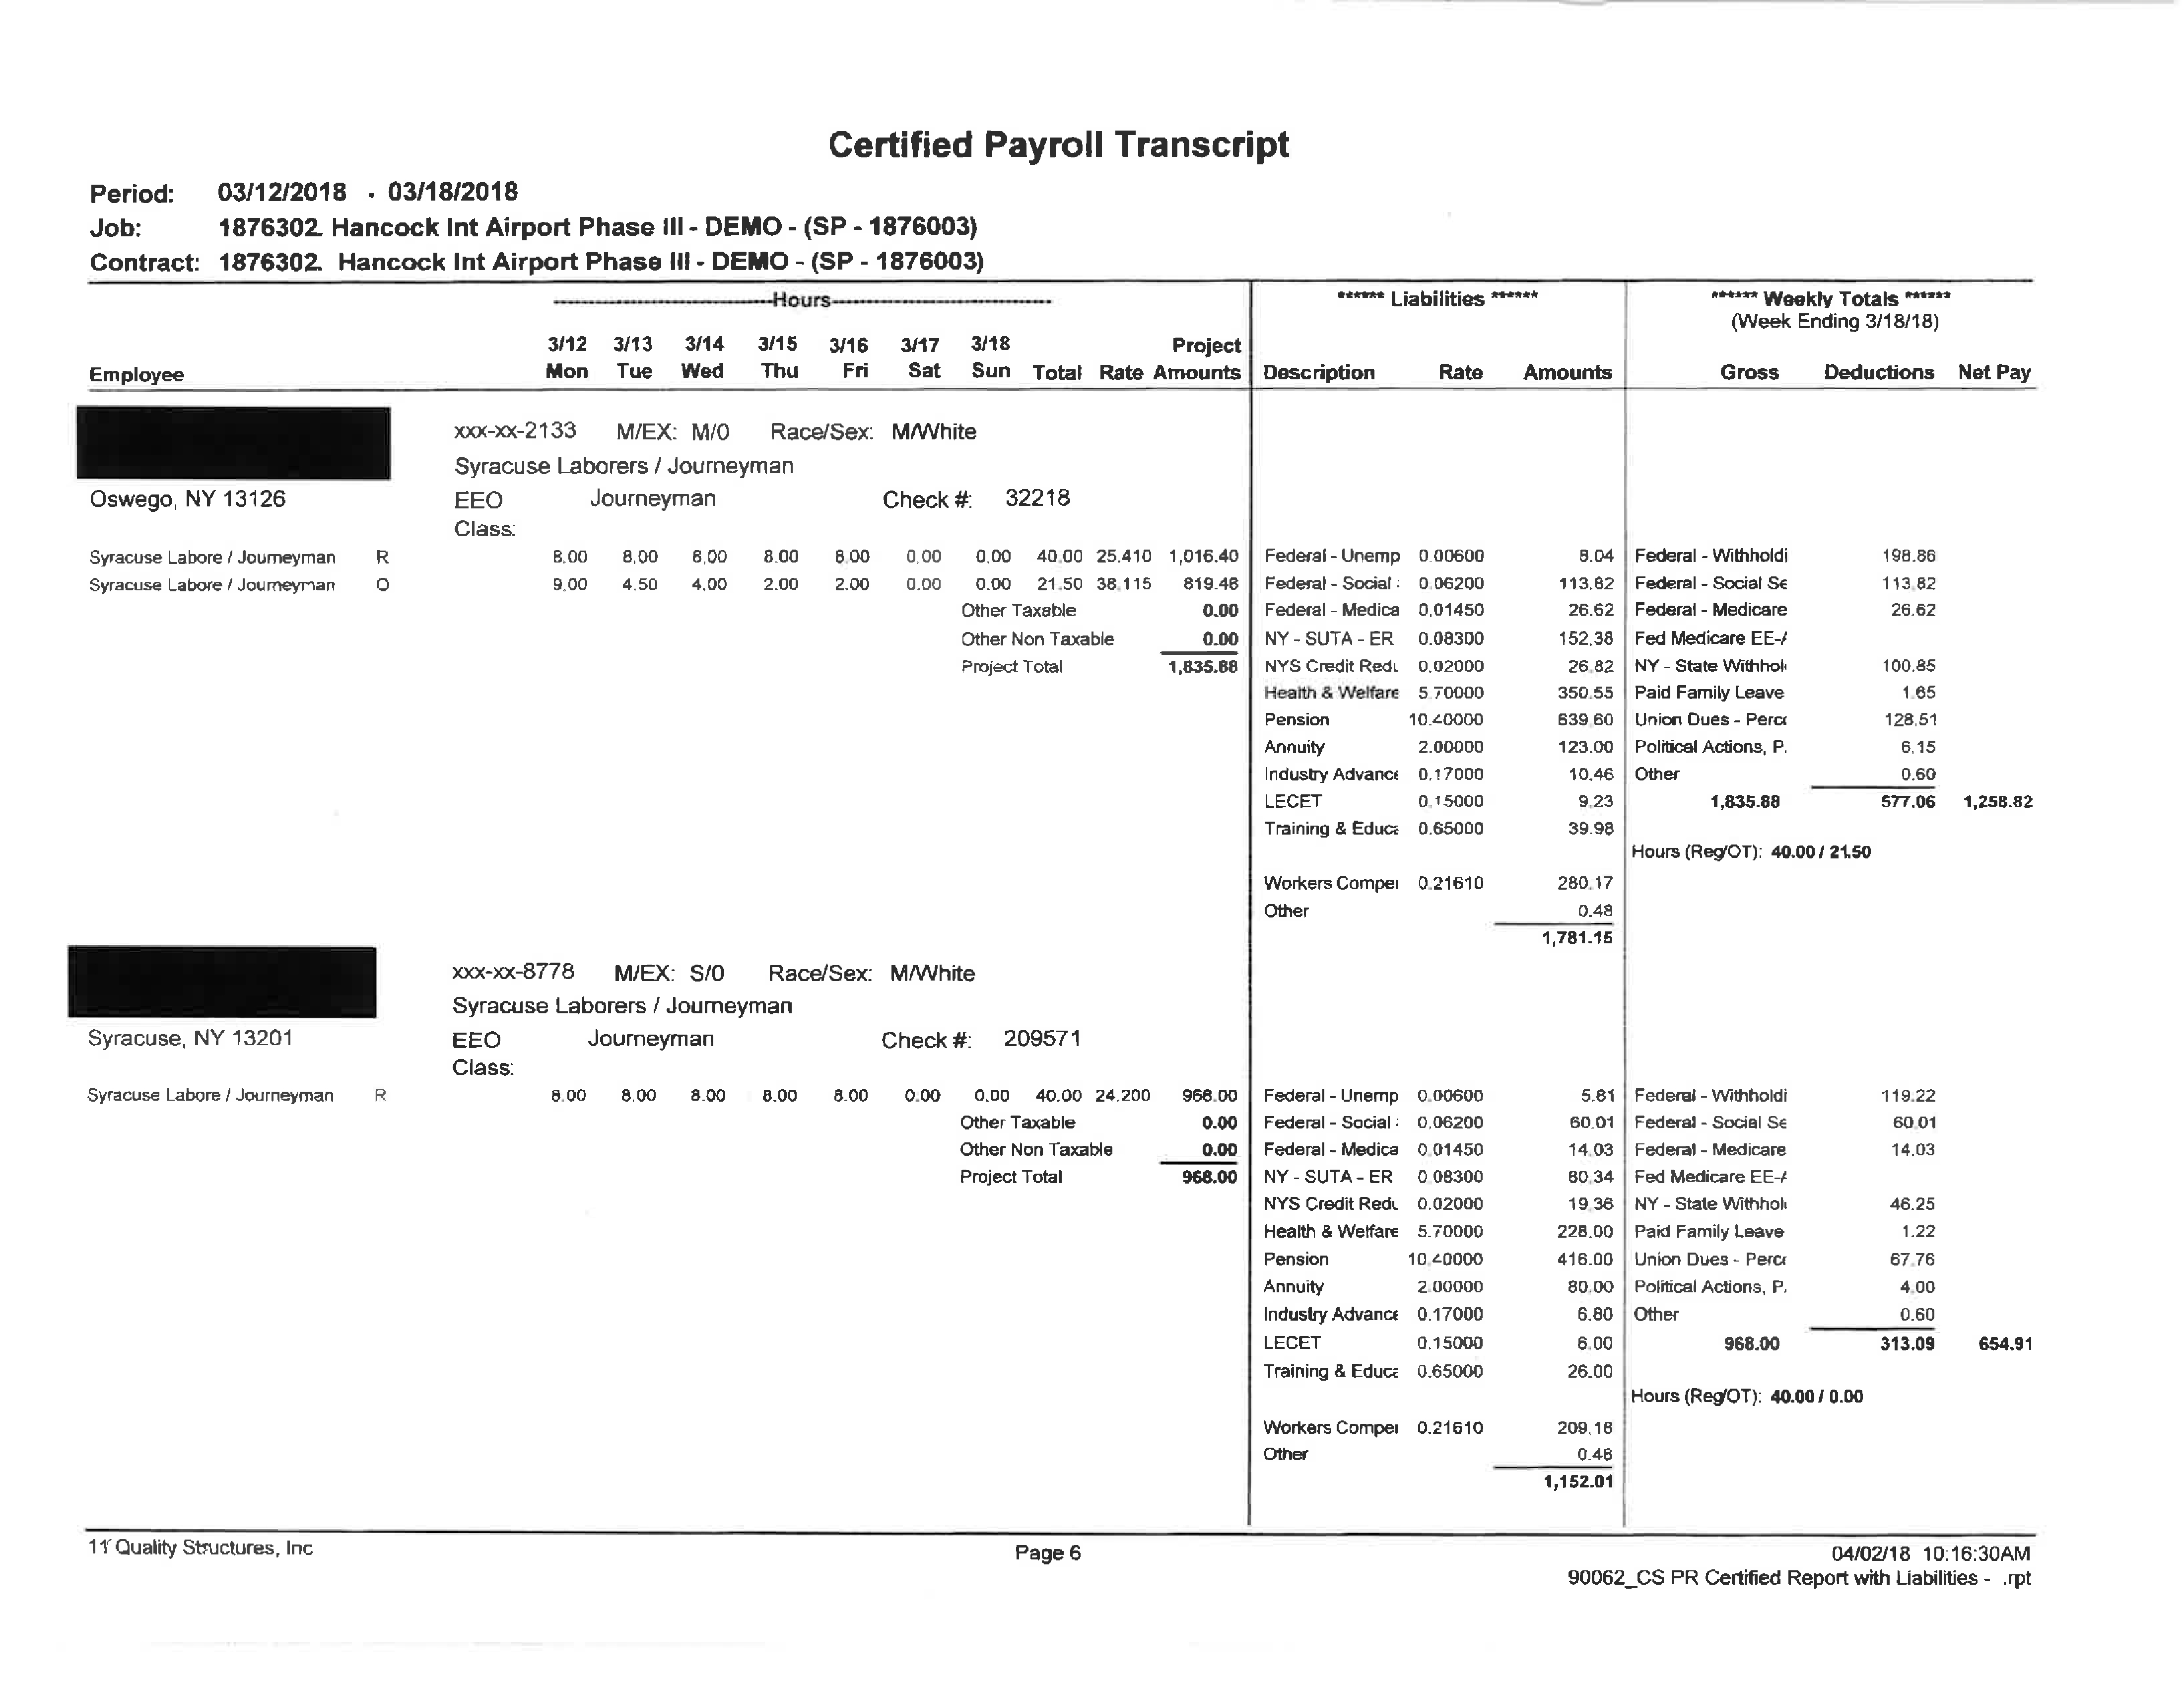 Certified Payroll Transcript
Period: 03/12/2018 - 03/18/2018
Job: 1876302. Hancock Int Airport Phase III - DEMO - (SP - 1876003)
Contract: 1876302. Hancock Int Airport Phase III - DEMO - (SP - 1876003)
Hours ****** Liabilities ****** ****** Weekly Totals ******
(Week Ending 3/18/18)
3/12 3/13 3/14 3/15 3/16 3/17 3/18 Project
Employee Mon Tue Wed Thu Fri Sat Sun Total Rate Amounts Description Rate Amounts Gross Deductions Net Pay
xxx-xx-2133 M/EX: M/0 Race/Sex: M/White
Syracuse Laborers / Journeyman
Oswego, NY 13126 EEO Journeyman Check #: 32218
Class:
Syracuse Labore / Journeyman R 8.00 8.00 8.00 8.00 8.00 0.00 0.00 40.00 25.410 1,016.40 Federal - Unemp 0.00600 8.04 Federal - Withholdi 198.86
Syracuse Labore / Journeyman O 9.00 4.50 4.00 2.00 2.00 0.00 0.00 21.50 38.115 819.48 Federal - Social : 0.06200 113.82 Federal - Social Se 113.82
Other Taxable 0.00 Federal - Medica 0.01450 26.62 Federal - Medicare 26.62
Other Non Taxable 0.00 NY - SUTA - ER 0.08300 152.38 Fed Medicare EE-A
Project Total 1,835.88 NYS Credit Redu 0.02000 26.82 NY - State Withhol 100.85
Health & Welfare 5.70000 350.55 Paid Family Leave 1.65
Pension 10.40000 639.60 Union Dues - Perce 128.51
Annuity 2.00000 123.00 Political Actions, P. 6.15
Industry Advance 0.17000 10.46 Other 0.60
LECET 0.15000 9.23 1,835.88 577.06 1,258.82
Training & Educa 0.65000 39.98
Hours (Reg/OT): 40.00 / 21.50
Workers Compe 0.21610 280.17
Other 0.48
1,781.15
xxx-xx-8778 M/EX: S/0 Race/Sex: M/White
Syracuse Laborers / Journeyman
Syracuse, NY 13201 EEO Journeyman Check #: 209571
Class:
Syracuse Labore / Journeyman R 8.00 8.00 8.00 8.00 8.00 0.00 0.00 40.00 24.200 968.00 Federal - Unemp 0.00600 5.81 Federal - Withholdi 119.22
Other Taxable 0.00 Federal - Social : 0.06200 60.01 Federal - Social Se 60.01
Other Non Taxable 0.00 Federal - Medica 0.01450 14.03 Federal - Medicare 14.03
Project Total 968.00 NY - SUTA - ER 0.08300 80.34 Fed Medicare EE-A
NYS Credit Redu 0.02000 19.36 NY - State Withhol 46.25
Health & Welfare 5.70000 228.00 Paid Family Leave 1.22
Pension 10.40000 416.00 Union Dues - Perce 67.76
Annuity 2.00000 80.00 Political Actions, P. 4.00
Industry Advance 0.17000 6.80 Other 0.60
LECET 0.15000 6.00 968.00 313.09 654.91
Training & Educa 0.65000 26.00
Hours (Reg/OT): 40.00 / 0.00
Workers Compe 0.21610 209.18
Other 0.48
1,152.01
11 Quality Structures, Inc Page 6 04/02/18 10:16:30AM
90062_CS PR Certified Report with Liabilities - .rpt